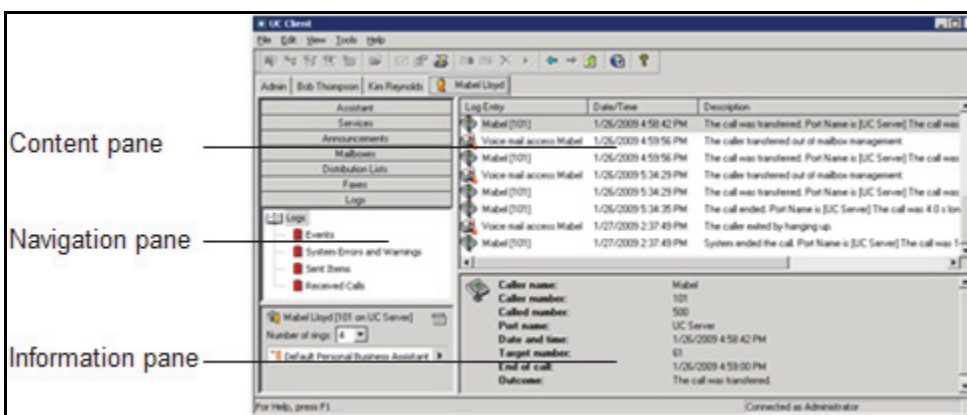 UC Client
File Edit View Tools Help
Admin Bob Thompson Kim Reynolds Mabel Lloyd
Content pane
Navigation pane
Information pane
Assistant
Services
Announcements
Mailboxes
Distribution Lists
Faxes
Logs
Logs
Events
System Errors and Warnings
Sent Items
Received Calls
Mabel Lloyd [101 on UC Server]
Number of rings: 4
Default Personal Business Assistant
Log Entry Date/Time Description
Mabel [101] 1/26/2009 4:58:42 PM The call was transferred. Port Name is [UC Server] The call was
Voice mail access Mabel 1/26/2009 4:59:56 PM The caller transferred out of mailbox management.
Mabel [101] 1/26/2009 4:59:56 PM The call was transferred. Port Name is [UC Server] The call was
Voice mail access Mabel 1/26/2009 5:34:29 PM The caller transferred out of mailbox management.
Mabel [101] 1/26/2009 5:34:29 PM The call was transferred. Port Name is [UC Server] The call was
Mabel [101] 1/26/2009 5:34:35 PM The call ended. Port Name is [UC Server] The call was 4.0 s lon
Voice mail access Mabel 1/27/2009 2:37:49 PM The caller exited by hanging up.
Mabel [101] 1/27/2009 2:37:49 PM System ended the call. Port Name is [UC Server] The call was 1
Caller name: Mabel
Caller number: 101
Called number: 500
Port name: UC Server
Date and time: 1/26/2009 4:58:42 PM
Target number: 61
End of call: 1/26/2009 4:59:00 PM
Outcome: The call was transferred.
For Help, press F1 Connected as Administrator